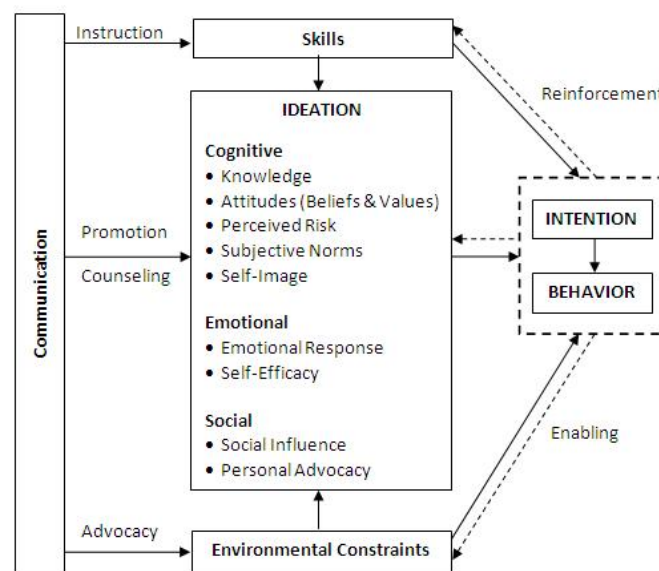 Communication
Instruction
Skills
Reinforcement
IDEATION
Cognitive
• Knowledge
• Attitudes (Beliefs & Values)
• Perceived Risk
• Subjective Norms
• Self-Image
Promotion
Counseling
Emotional
• Emotional Response
• Self-Efficacy
Social
• Social Influence
• Personal Advocacy
INTENTION
BEHAVIOR
Enabling
Advocacy
Environmental Constraints